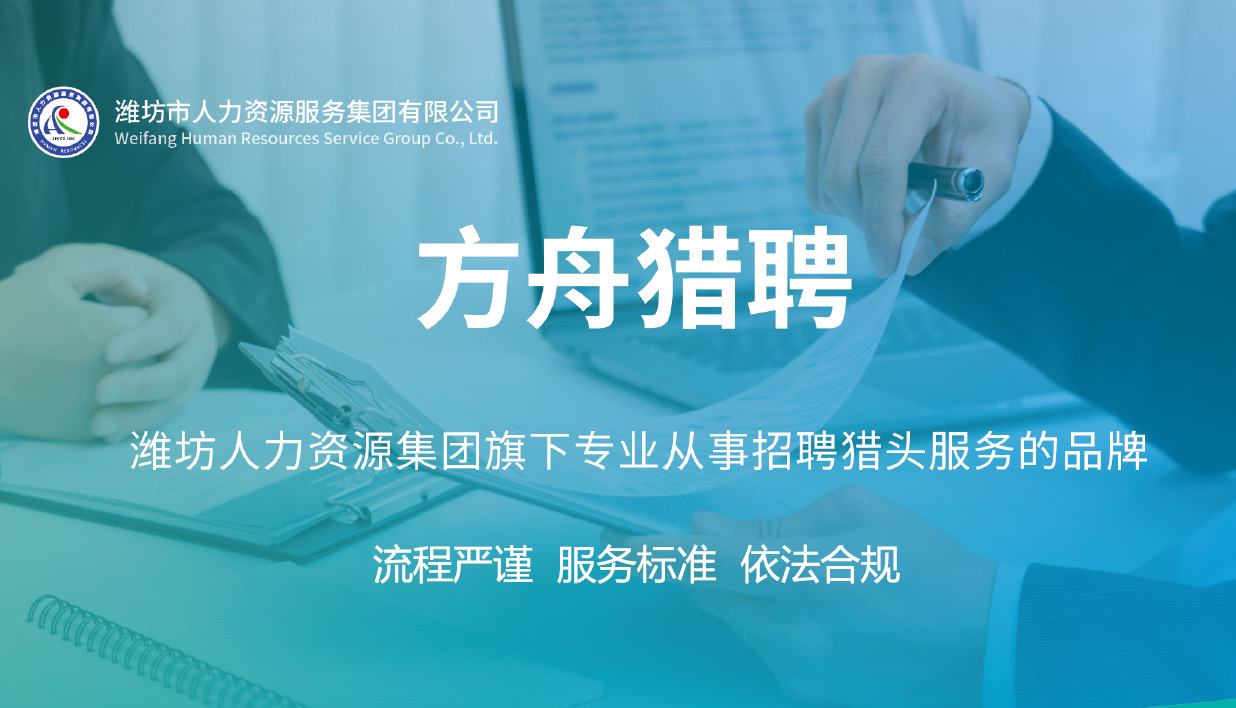 潍坊市人力资源服务集团有限公司
Weifang Human Resources Service Group Co., Ltd.
方舟猎聘
潍坊人力资源集团旗下专业从事招聘猎头服务的品牌
流程严谨 服务标准 依法合规